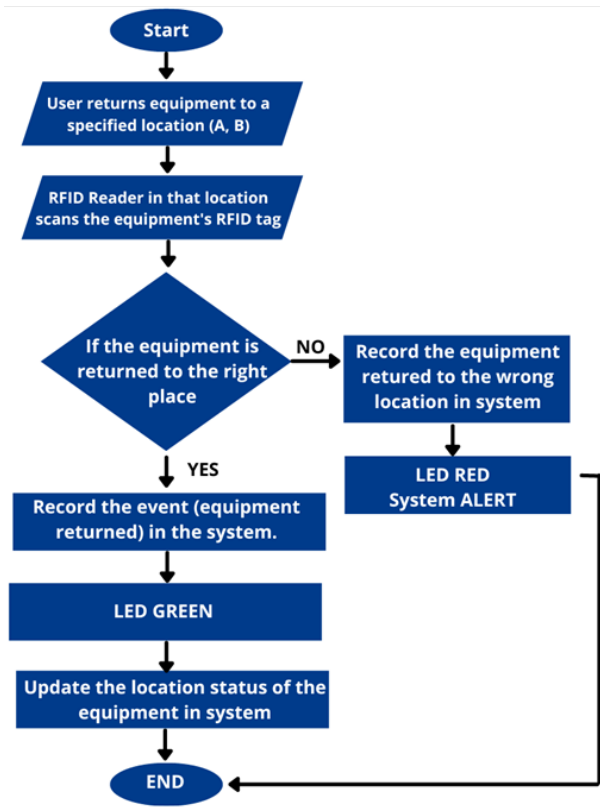 Start
User returns equipment to a
specified location (A, B)
RFID Reader in that location
scans the equipment's RFID tag
If the equipment is
returned to the right
place
NO
Record the equipment
retured to the wrong
location in system
LED RED
System ALERT
YES
Record the event (equipment
returned) in the system.
LED GREEN
Update the location status of the
equipment in system
END